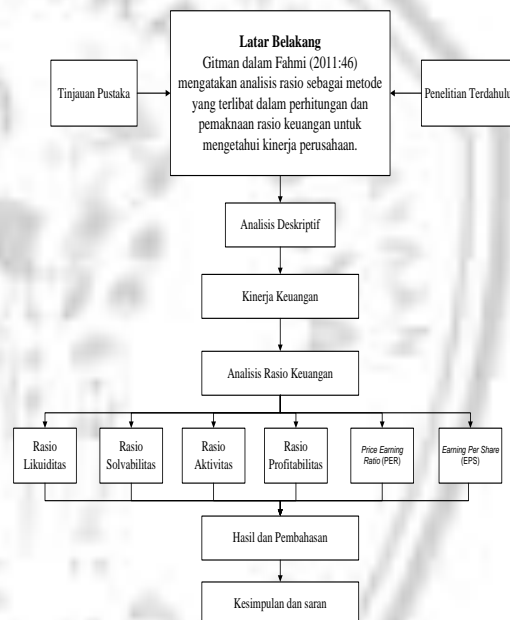 Latar Belakang
Gitman dalam Fahmi (2011:46)
mengatakan analisis rasio sebagai metode
yang terlibat dalam perhitungan dan
pemaknaan rasio keuangan untuk
mengetahui kinerja perusahaan.
Tinjauan Pustaka
Penelitian Terdahulu
Analisis Deskriptif
Kinerja Keuangan
Analisis Rasio Keuangan
Rasio
Likuiditas
Rasio
Solvabilitas
Rasio
Aktivitas
Rasio
Profitabilitas
Price Earning
Ratio (PER)
Earning Per Share
(EPS)
Hasil dan Pembahasan
Kesimpulan dan saran